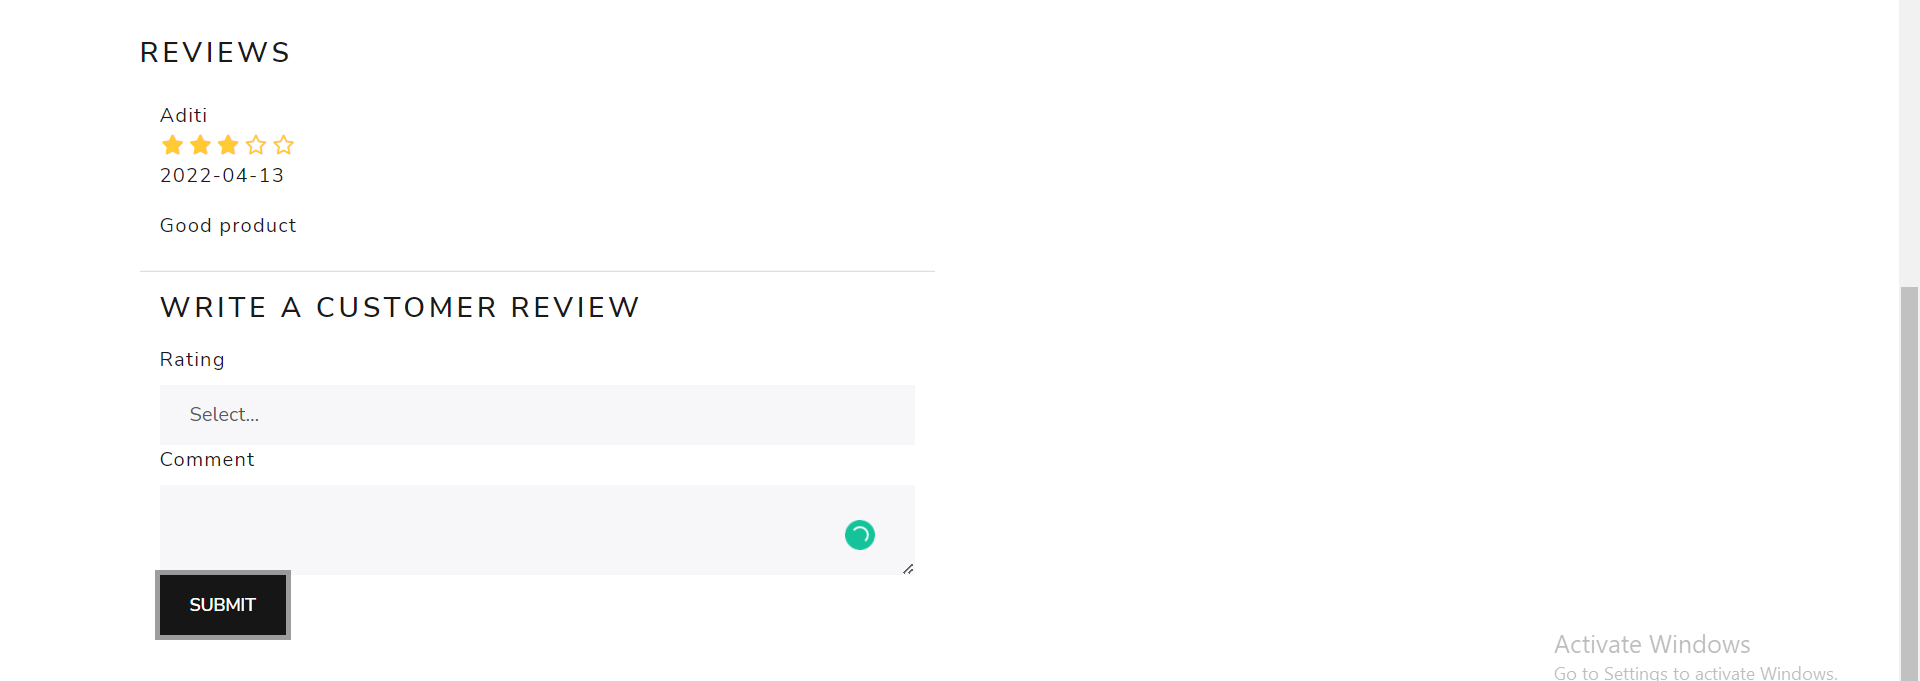 REVIEWS
Aditi
2022-04-13
Good product
WRITE A CUSTOMER REVIEW
Rating
Select...
Comment
SUBMIT
Activate Windows
Go to Settings to activate Windows.